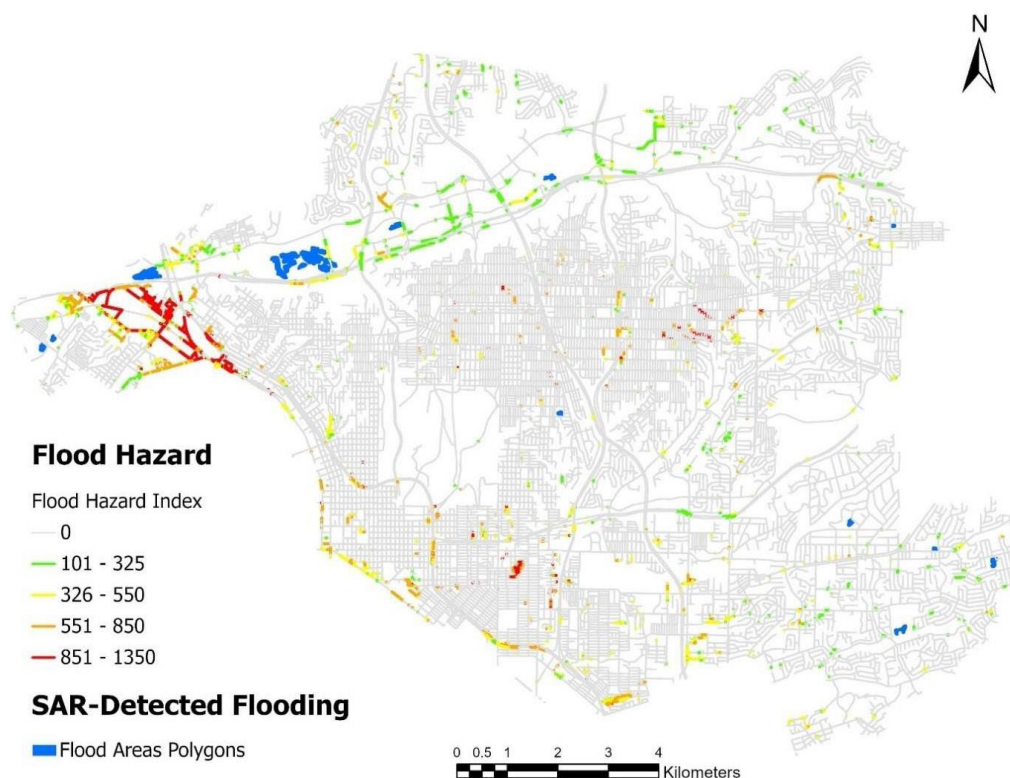 N
Flood Hazard
Flood Hazard Index
0
101 - 325
326 - 550
551 - 850
851 - 1350
SAR-Detected Flooding
Flood Areas Polygons
0 0.5 1 2 3 4
Kilometers